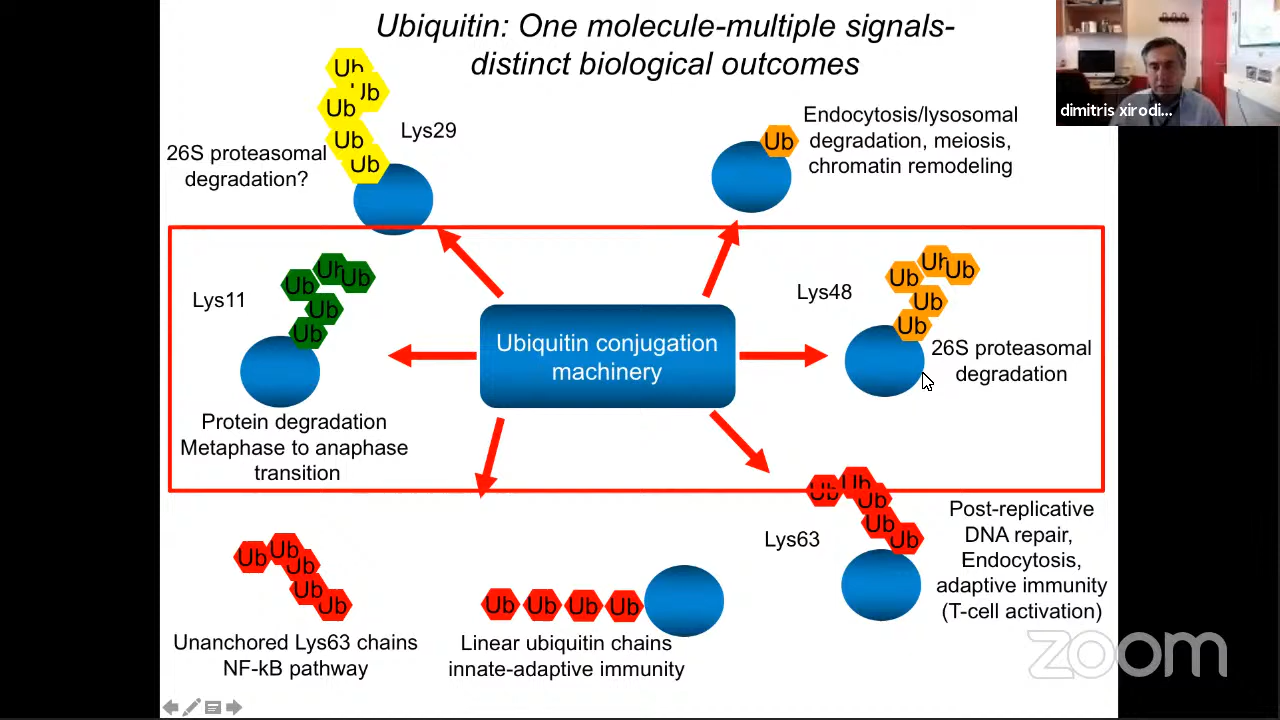 Ubiquitin: One molecule-multiple signals-
distinct biological outcomes
dimitris xirodi...
Ub
Ub
Ub
Ub
Ub
Lys29
26S proteasomal
degradation?
Ub
Endocytosis/lysosomal
degradation, meiosis,
chromatin remodeling
Lys11
Ub
Ub
Ub
Ub
Ub
Protein degradation
Metaphase to anaphase
transition
Ubiquitin conjugation
machinery
Lys48
Ub
Ub
Ub
Ub
Ub
26S proteasomal
degradation
Lys63
Ub
Ub
Ub
Ub
Ub
Post-replicative
DNA repair,
Endocytosis,
adaptive immunity
(T-cell activation)
Ub
Ub
Ub
Ub
Ub
Unanchored Lys63 chains
NF-kB pathway
Ub Ub Ub Ub
Linear ubiquitin chains
innate-adaptive immunity
zoom